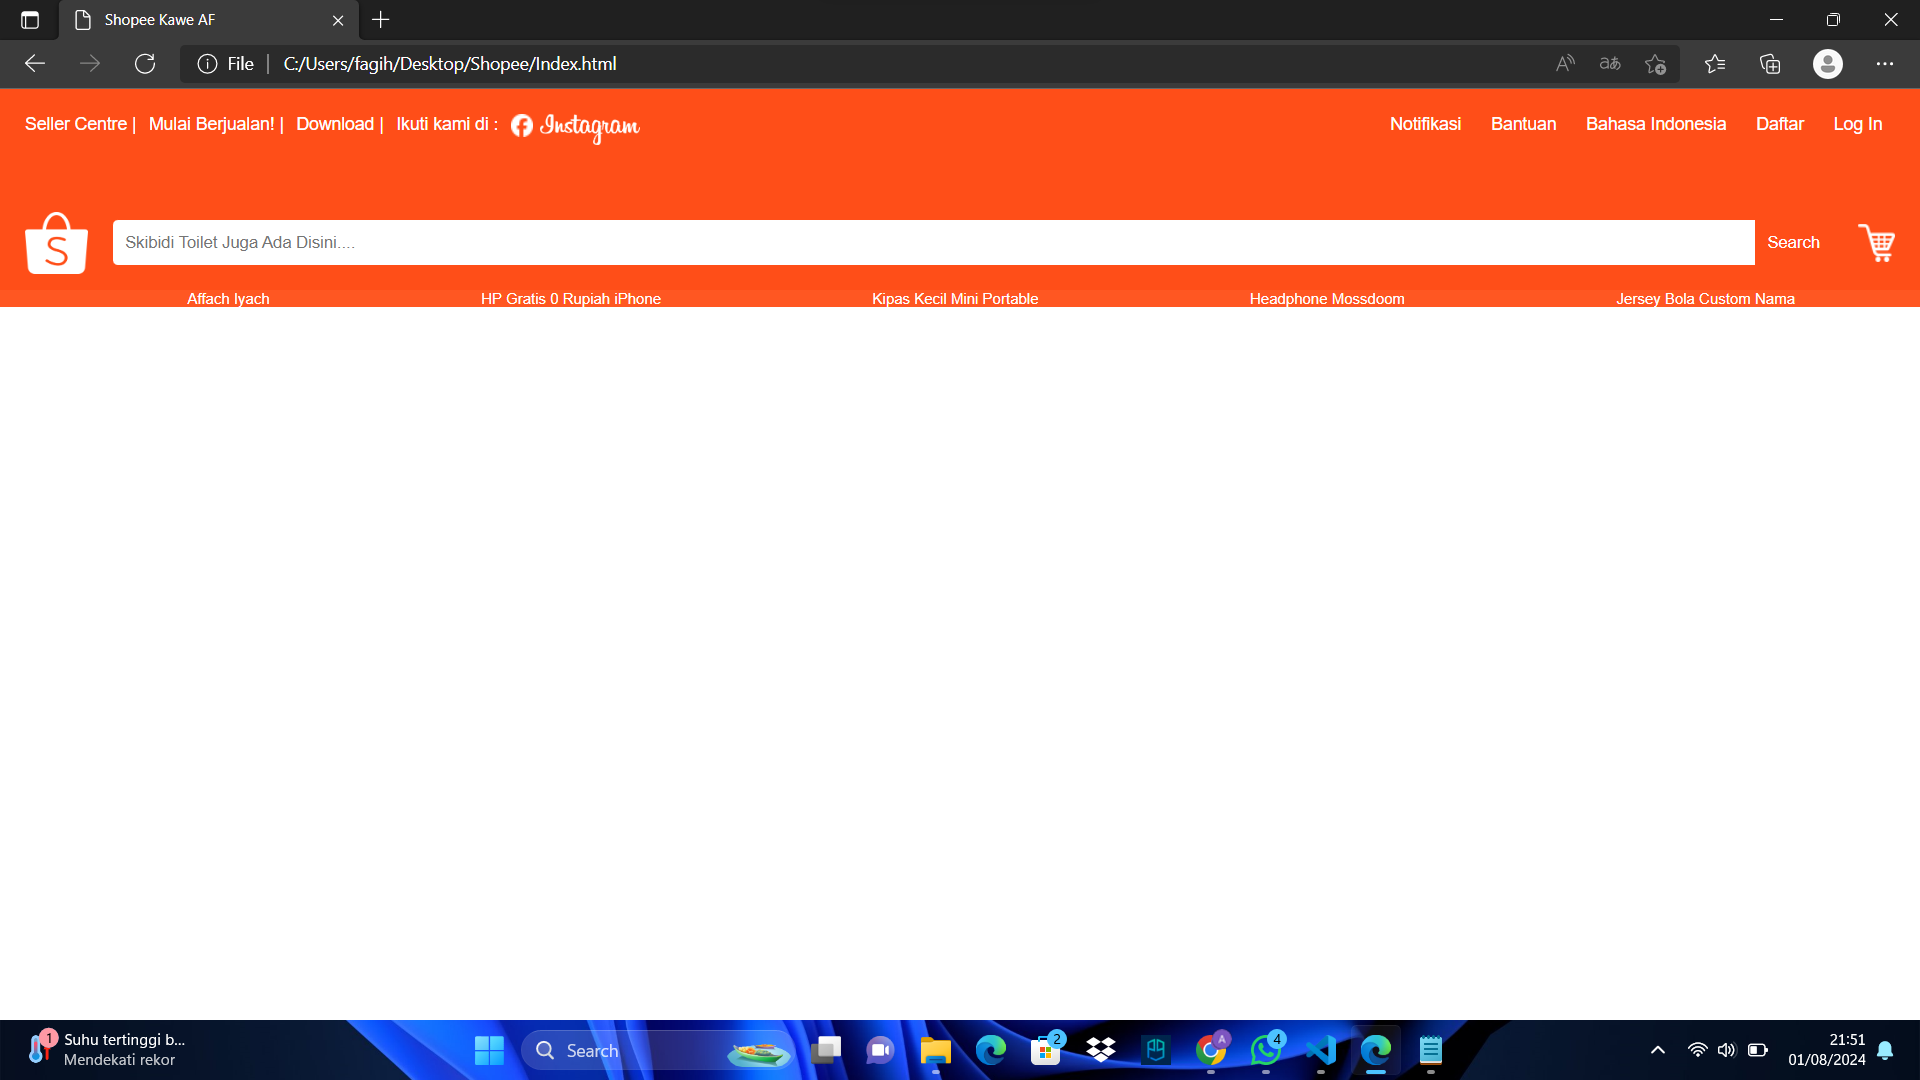 Shopee Kawe AF
File C:/Users/fagih/Desktop/Shopee/Index.html aあ
Seller Centre | Mulai Berjualan! | Download | Ikuti kami di : Instagram Notifikasi Bantuan Bahasa Indonesia Daftar Log In
S Skibidi Toilet Juga Ada Disini.... Search
Affach Iyach HP Gratis 0 Rupiah iPhone Kipas Kecil Mini Portable Headphone Mossdoom Jersey Bola Custom Nama
1 Suhu tertinggi b... Search 2 A 4 21:51
Mendekati rekor 01/08/2024